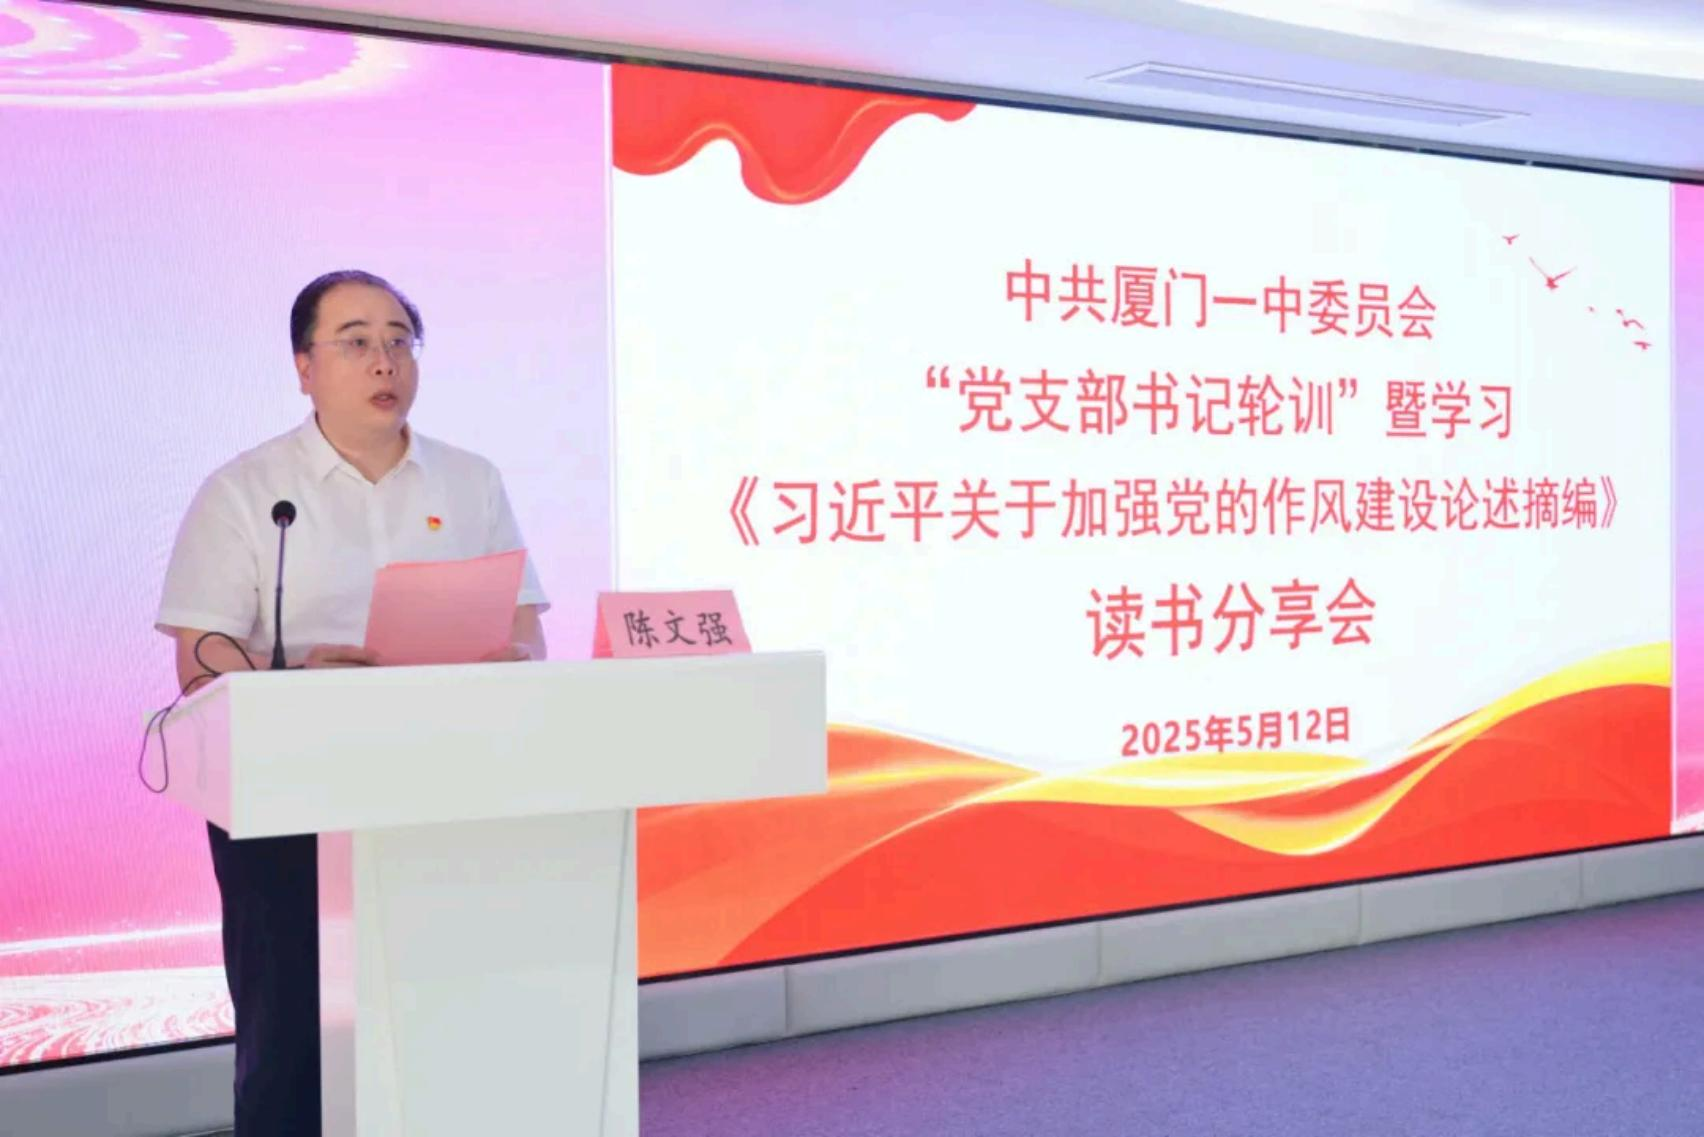 中共厦门一中委员会
“党支部书记轮训”暨学习
《习近平关于加强党的作风建设论述摘编》
读书分享会
2025年5月12日
陈文强